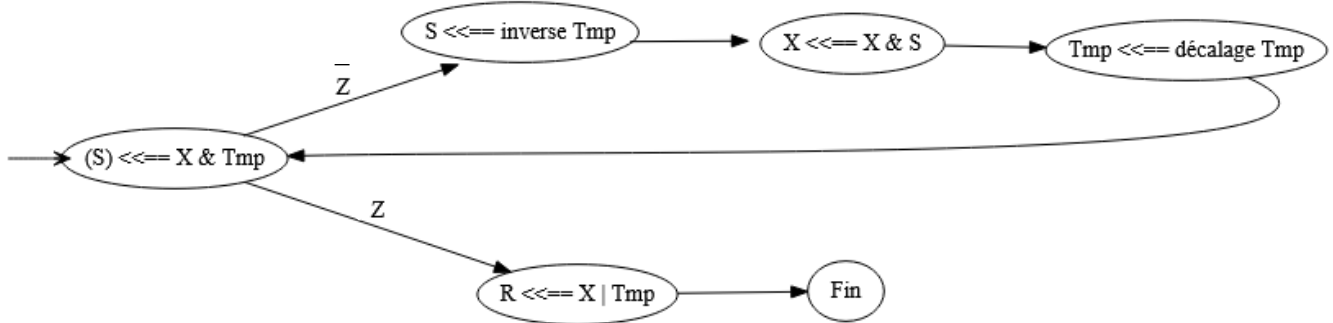 S <<== inverse Tmp
X <<== X & S
Tmp <<== décalage Tmp
Z̅
(S) <<== X & Tmp
Z
R <<== X | Tmp
Fin